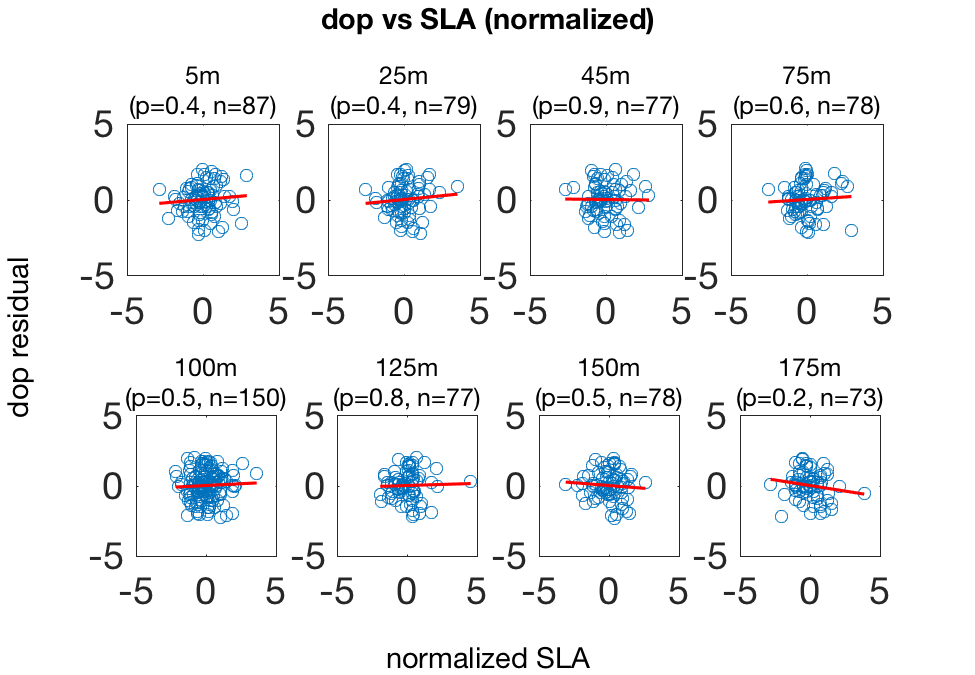 dop vs SLA (normalized)
5m
(p=0.4, n=87)
25m
(p=0.4, n=79)
45m
(p=0.9, n=77)
75m
(p=0.6, n=78)
5
0
-5
-5 0 5
5
0
-5
-5 0 5
5
0
-5
-5 0 5
5
0
-5
-5 0 5
dop residual
100m
(p=0.5, n=150)
125m
(p=0.8, n=77)
150m
(p=0.5, n=78)
175m
(p=0.2, n=73)
5
0
-5
-5 0 5
5
0
-5
-5 0 5
5
0
-5
-5 0 5
5
0
-5
-5 0 5
normalized SLA